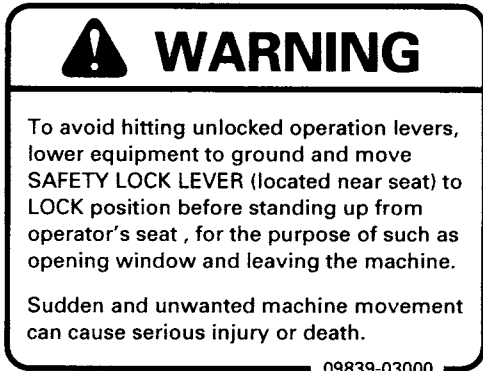 WARNING
To avoid hitting unlocked operation levers,
lower equipment to ground and move
SAFETY LOCK LEVER (located near seat) to
LOCK position before standing up from
operator's seat , for the purpose of such as
opening window and leaving the machine.
Sudden and unwanted machine movement
can cause serious injury or death.
09839-03000